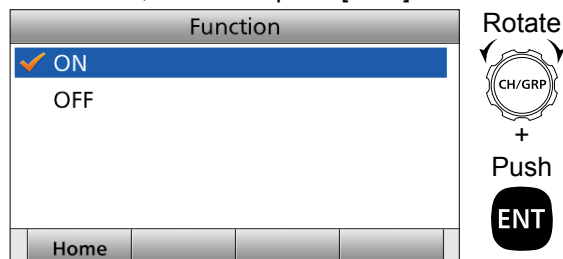 Function
ON
OFF
Home
Rotate
CH/GRP
+
Push
ENT